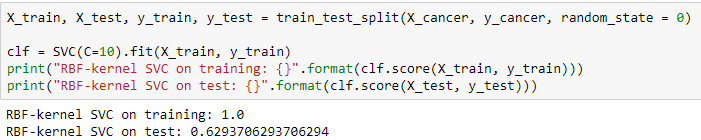 X_train, X_test, y_train, y_test = train_test_split(X_cancer, y_cancer, random_state = 0)
clf = SVC(C=10).fit(X_train, y_train)
print("RBF-kernel SVC on training: {}".format(clf.score(X_train, y_train)))
print("RBF-kernel SVC on test: {}".format(clf.score(X_test, y_test)))
RBF-kernel SVC on training: 1.0
RBF-kernel SVC on test: 0.6293706293706294